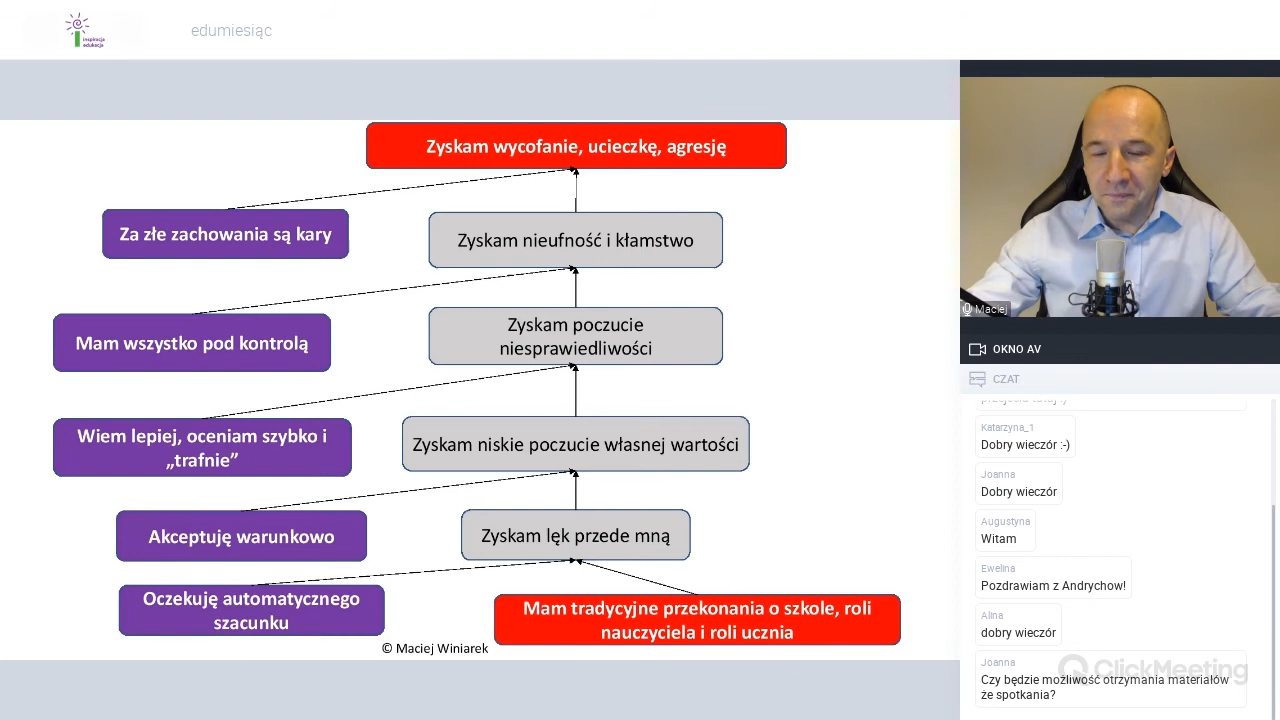 inspiracja
edukacja
edumiesiąc
Zyskam wycofanie, ucieczkę, agresję
Za złe zachowania są kary
Zyskam nieufność i kłamstwo
Mam wszystko pod kontrolą
Zyskam poczucie
niesprawiedliwości
Wiem lepiej, oceniam szybko i
„trafnie”
Zyskam niskie poczucie własnej wartości
Akceptuję warunkowo
Zyskam lęk przede mną
Oczekuję automatycznego
szacunku
Mam tradycyjne przekonania o szkole, roli
nauczyciela i roli ucznia
© Maciej Winiarek
Maciej
OKNO AV
CZAT
Katarzyna_1
Dobry wieczór :-)
Joanna
Dobry wieczór
Augustyna
Witam
Ewelina
Pozdrawiam z Andrychow!
Alina
dobry wieczór
Joanna
ClickMeeting
Czy będzie możliwość otrzymania materiałów
że spotkania?